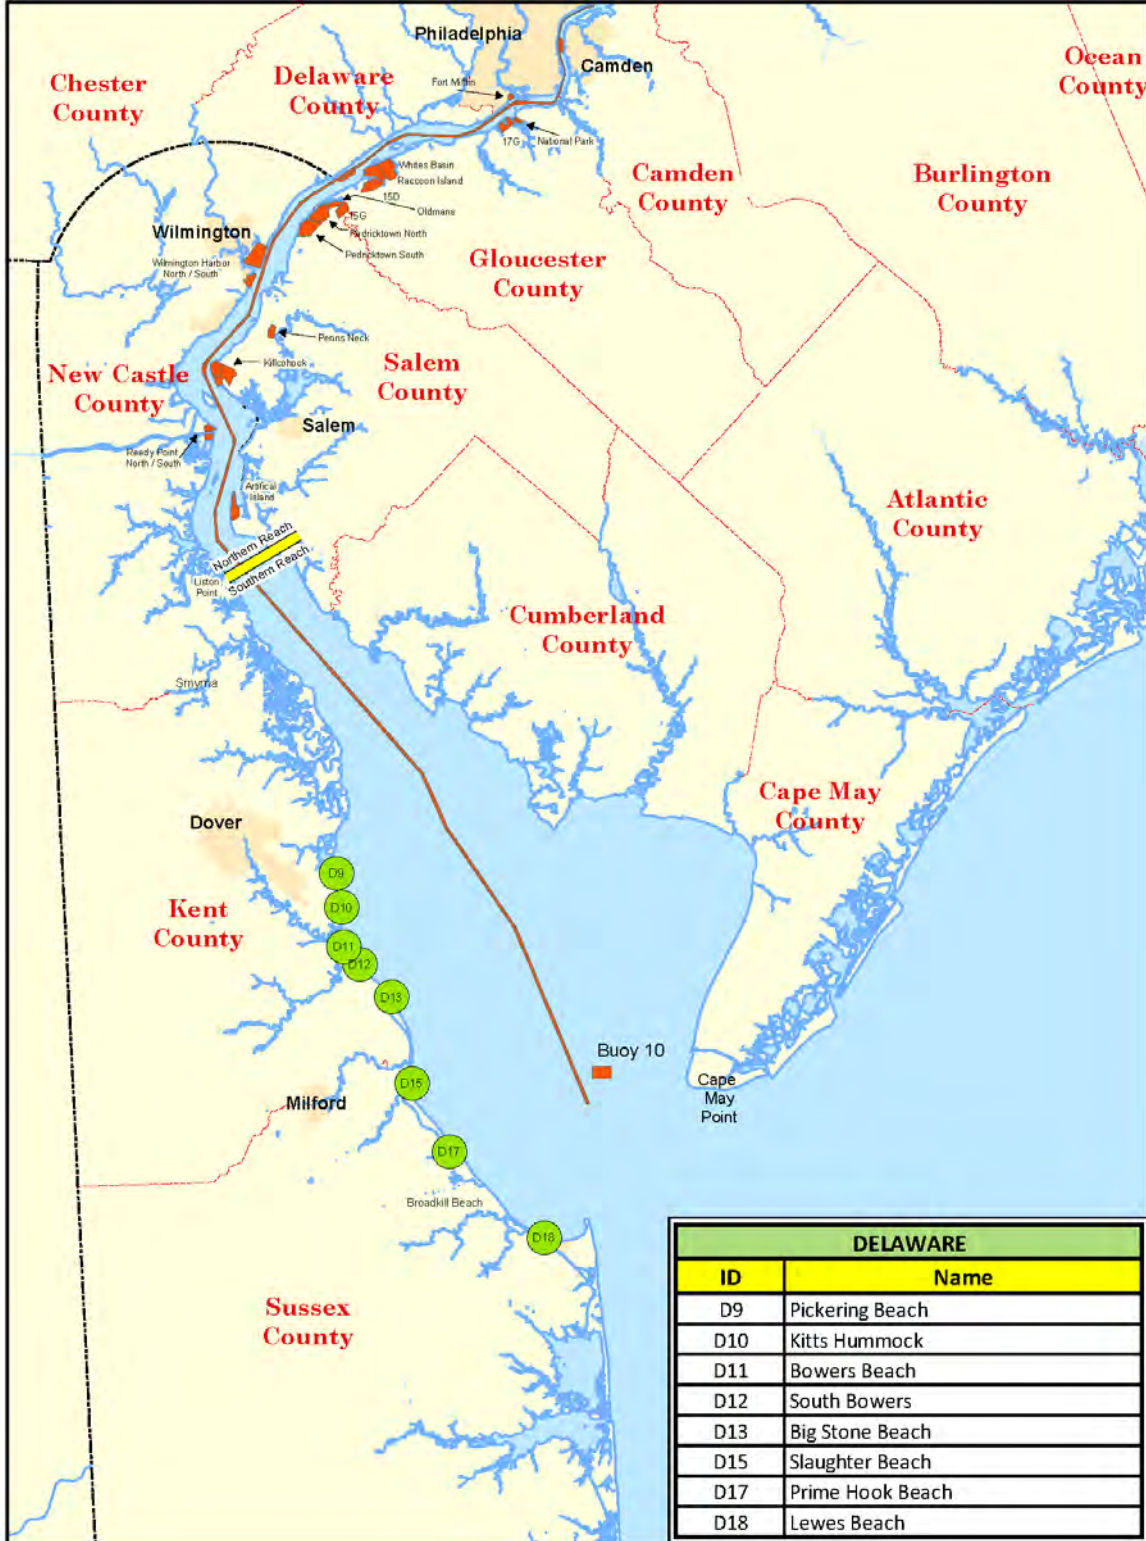 Philadelphia
Camden
Ocean
County
Chester
County
Delaware
County
Fort Mifflin
17G
National Park
Whites Basin
Raccoon Island
15D
Oldmans
15G
Pedricktown North
Pedricktown South
Camden
County
Burlington
County
Wilmington
Wilmington Harbor
North / South
Gloucester
County
Penns Neck
Killcohook
New Castle
County
Salem
County
Salem
Reedy Point
North / South
Artifical
Island
Atlantic
County
Northern Reach
Southern Reach
Liston
Point
Cumberland
County
Smyrna
Cape May
County
Dover
D9
D10
Kent
County
D11
D12
D13
Buoy 10
Cape
May
Point
D15
Milford
D17
Broadkill Beach
D18
Sussex
County
DELAWARE
ID Name
D9 Pickering Beach
D10 Kitts Hummock
D11 Bowers Beach
D12 South Bowers
D13 Big Stone Beach
D15 Slaughter Beach
D17 Prime Hook Beach
D18 Lewes Beach